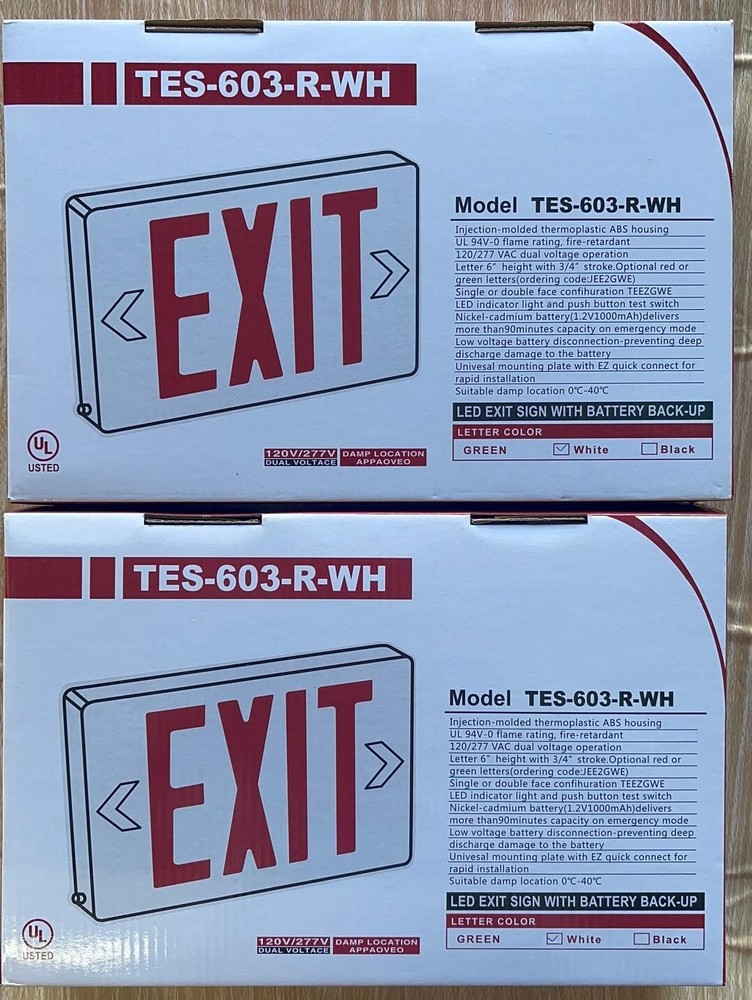 TES-603-R-WH
EXIT
Model TES-603-R-WH
Injection-molded thermoplastic ABS housing
UL 94V-0 flame rating, fire-retardant
120/277 VAC dual voltage operation
Letter 6" height with 3/4" stroke.Optional red or
green letters(ordering code:JEE2GWE)
Single or double face confihuration TEEZGWE
LED indicator light and push button test switch
Nickel-cadmium battery(1.2V1000mAh)delivers
more than90minutes capacity on emergency mode
Low voltage battery disconnection-preventing deep
discharge damage to the battery
Univesal mounting plate with EZ quick connect for
rapid installation
Suitable damp location 0℃-40℃
LED EXIT SIGN WITH BATTERY BACK-UP
LETTER COLOR
GREEN White Black
UL
USTED
120V/277V
DUAL VOLTACE
DAMP LOCATION
APPAOVEO
TES-603-R-WH
EXIT
Model TES-603-R-WH
Injection-molded thermoplastic ABS housing
UL 94V-0 flame rating, fire-retardant
120/277 VAC dual voltage operation
Letter 6" height with 3/4" stroke.Optional red or
green letters(ordering code:JEE2GWE)
Single or double face confihuration TEEZGWE
LED indicator light and push button test switch
Nickel-cadmium battery(1.2V1000mAh)delivers
more than90minutes capacity on emergency mode
Low voltage battery disconnection-preventing deep
discharge damage to the battery
Univesal mounting plate with EZ quick connect for
rapid installation
Suitable damp location 0℃-40℃
LED EXIT SIGN WITH BATTERY BACK-UP
LETTER COLOR
GREEN White Black
UL
USTED
120V/277V
DUAL VOLTACE
DAMP LOCATION
APPAOVEO